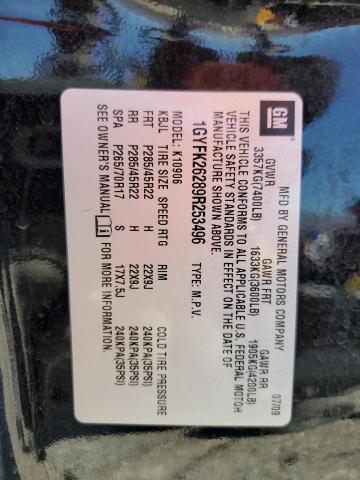 GM
MFD BY GENERAL MOTORS COMPANY 07/09
GVWR GAWR FRT GAWR RR
3357KG(7400LB) 1633KG(3600LB) 1905KG(4200LB)
THIS VEHICLE CONFORMS TO ALL APPLICABLE U.S. FEDERAL MOTOR
VEHICLE SAFETY STANDARDS IN EFFECT ON THE DATE OF
MANUFACTURE SHOWN ABOVE.
1GYFK26289R253496 TYPE: M.P.V.
MODEL: K10906
KBJL TIRE SIZE SPEED RTG RIM COLD TIRE PRESSURE
FRT P285/45R22 H 22X9J 240KPA(35PSI)
RR P285/45R22 H 22X9J 240KPA(35PSI)
SPA P265/70R17 S 17X7.5J 240KPA(35PSI)
SEE OWNER'S MANUAL FOR MORE INFORMATION.